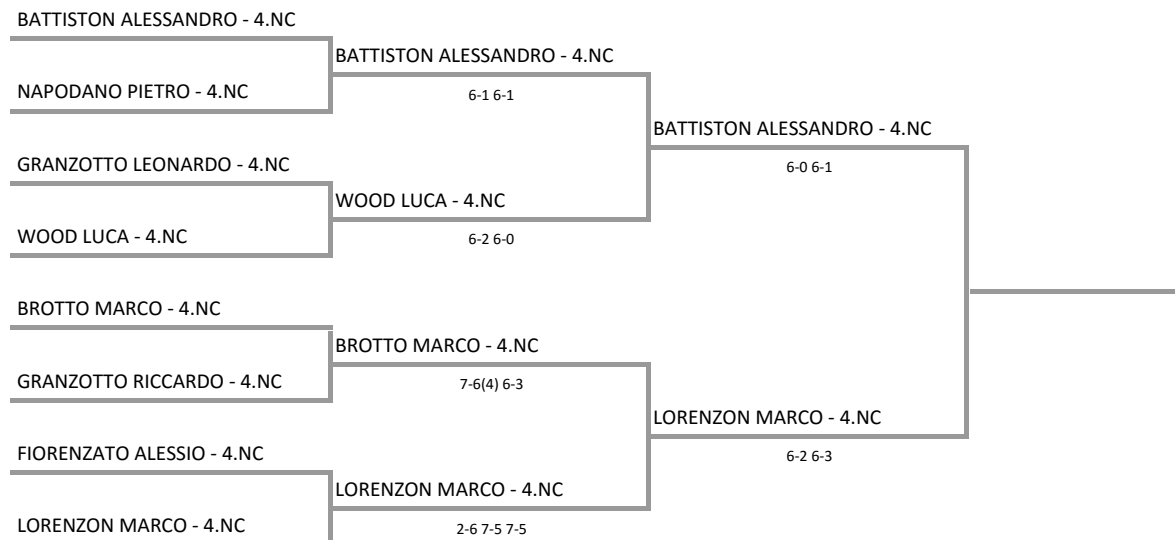 BATTISTON ALESSANDRO - 4.NC
BATTISTON ALESSANDRO - 4.NC
NAPODANO PIETRO - 4.NC
6-1 6-1
BATTISTON ALESSANDRO - 4.NC
GRANZOTTO LEONARDO - 4.NC
6-0 6-1
WOOD LUCA - 4.NC
WOOD LUCA - 4.NC
6-2 6-0
BROTTO MARCO - 4.NC
BROTTO MARCO - 4.NC
GRANZOTTO RICCARDO - 4.NC
7-6(4) 6-3
LORENZON MARCO - 4.NC
FIORENZATO ALESSIO - 4.NC
6-2 6-3
LORENZON MARCO - 4.NC
LORENZON MARCO - 4.NC
2-6 7-5 7-5